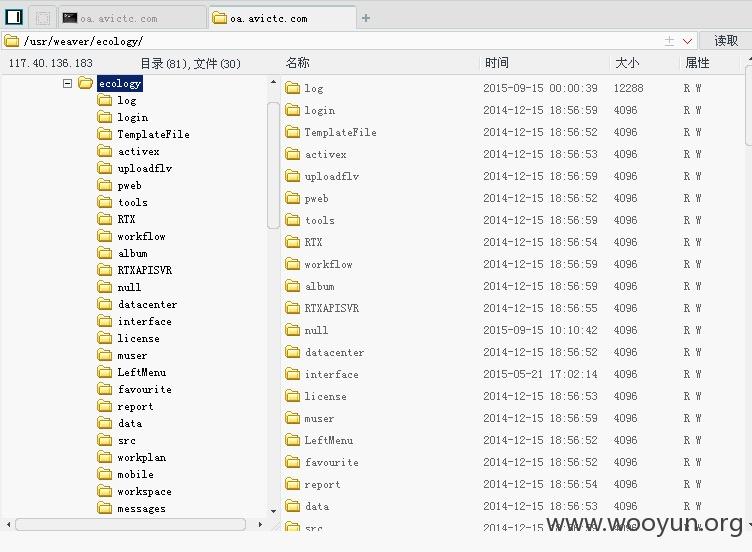 oa.avictc.com
oa.avictc.com
/usr/weaver/ecology/
读取
117.40.136.183
目录(81),文件(30)
名称
时间
大小
属性
ecology
log
login
TemplateFile
activex
uploadflv
pweb
tools
RTX
workflow
album
RTXAPISVR
null
datacenter
interface
license
muser
LeftMenu
favourite
report
data
src
workplan
mobile
workspace
messages
log 2015-09-15 00:00:39 12288 R W
login 2014-12-15 18:56:59 4096 R W
TemplateFile 2014-12-15 18:56:52 4096 R W
activex 2014-12-15 18:56:53 4096 R W
uploadflv 2014-12-15 18:56:59 4096 R W
pweb 2014-12-15 18:56:52 4096 R W
tools 2014-12-15 18:56:59 4096 R W
RTX 2014-12-15 18:56:54 4096 R W
workflow 2014-12-15 18:56:59 4096 R W
album 2014-12-15 18:56:59 4096 R W
RTXAPISVR 2014-12-15 18:56:55 4096 R W
null 2015-09-15 10:10:42 4096 R W
datacenter 2014-12-15 18:56:52 4096 R W
interface 2015-05-21 17:02:14 4096 R W
license 2014-12-15 18:56:53 4096 R W
muser 2014-12-15 18:56:59 4096 R W
LeftMenu 2014-12-15 18:56:52 4096 R W
favourite 2014-12-15 18:56:52 4096 R W
report 2014-12-15 18:56:54 4096 R W
data 2014-12-15 18:56:53 4096 R W
src
www.wooyun.org